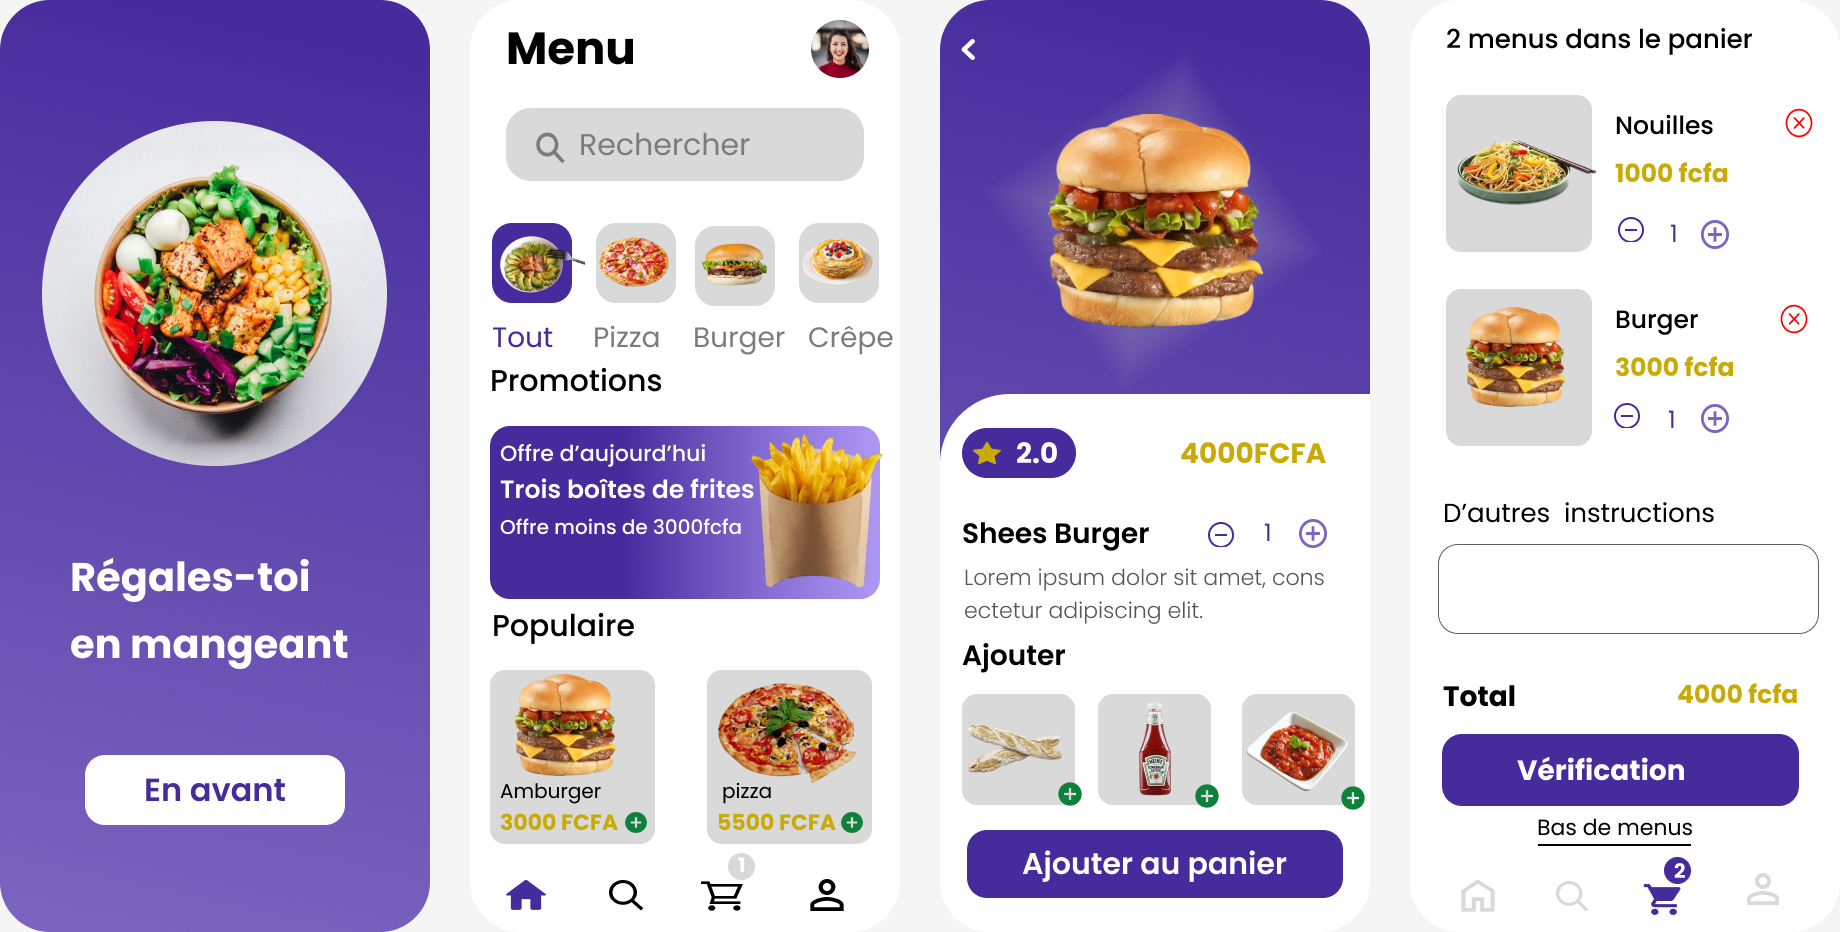 Régales-toi
en mangeant
En avant
Menu
Rechercher
Tout
Pizza
Burger
Crêpe
Promotions
Offre d’aujourd’hui
Trois boîtes de frites
Offre moins de 3000fcfa
Populaire
Amburger
3000 FCFA
pizza
5500 FCFA
1
2.0
4000FCFA
Shees Burger
1
Lorem ipsum dolor sit amet, cons
ectetur adipiscing elit.
Ajouter
HEINZ
Ajouter au panier
2 menus dans le panier
Nouilles
1000 fcfa
1
Burger
3000 fcfa
1
D’autres instructions
Total
4000 fcfa
Vérification
Bas de menus
2